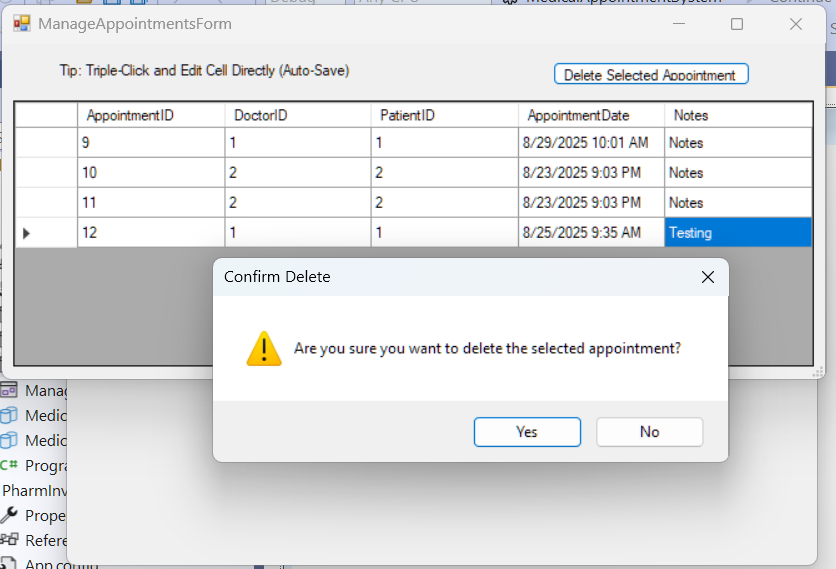 ManageAppointmentsForm
Tip: Triple-Click and Edit Cell Directly (Auto-Save)
Delete Selected Appointment
AppointmentID DoctorID PatientID AppointmentDate Notes
9 1 1 8/29/2025 10:01 AM Notes
10 2 2 8/23/2025 9:03 PM Notes
11 2 2 8/23/2025 9:03 PM Notes
12 1 1 8/25/2025 9:35 AM Testing
Confirm Delete
Are you sure you want to delete the selected appointment?
Yes No
Manag
Medic
Medic
C# Progra
PharmInv
Prope
Refere
App.config